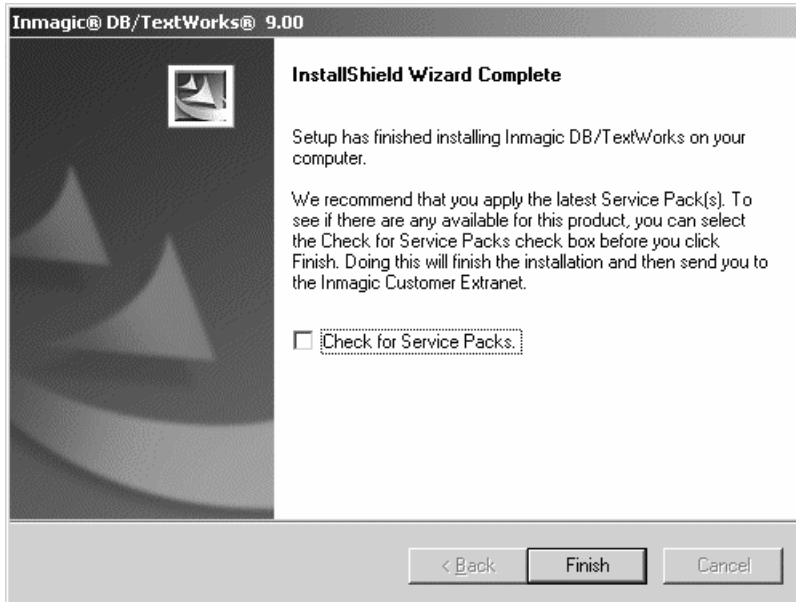 Inmagic® DB/TextWorks® 9.00
InstallShield Wizard Complete
Setup has finished installing Inmagic DB/TextWorks on your
computer.
We recommend that you apply the latest Service Pack(s). To
see if there are any available for this product, you can select
the Check for Service Packs check box before you click
Finish. Doing this will finish the installation and then send you to
the Inmagic Customer Extranet.
Check for Service Packs.
< Back
Finish
Cancel